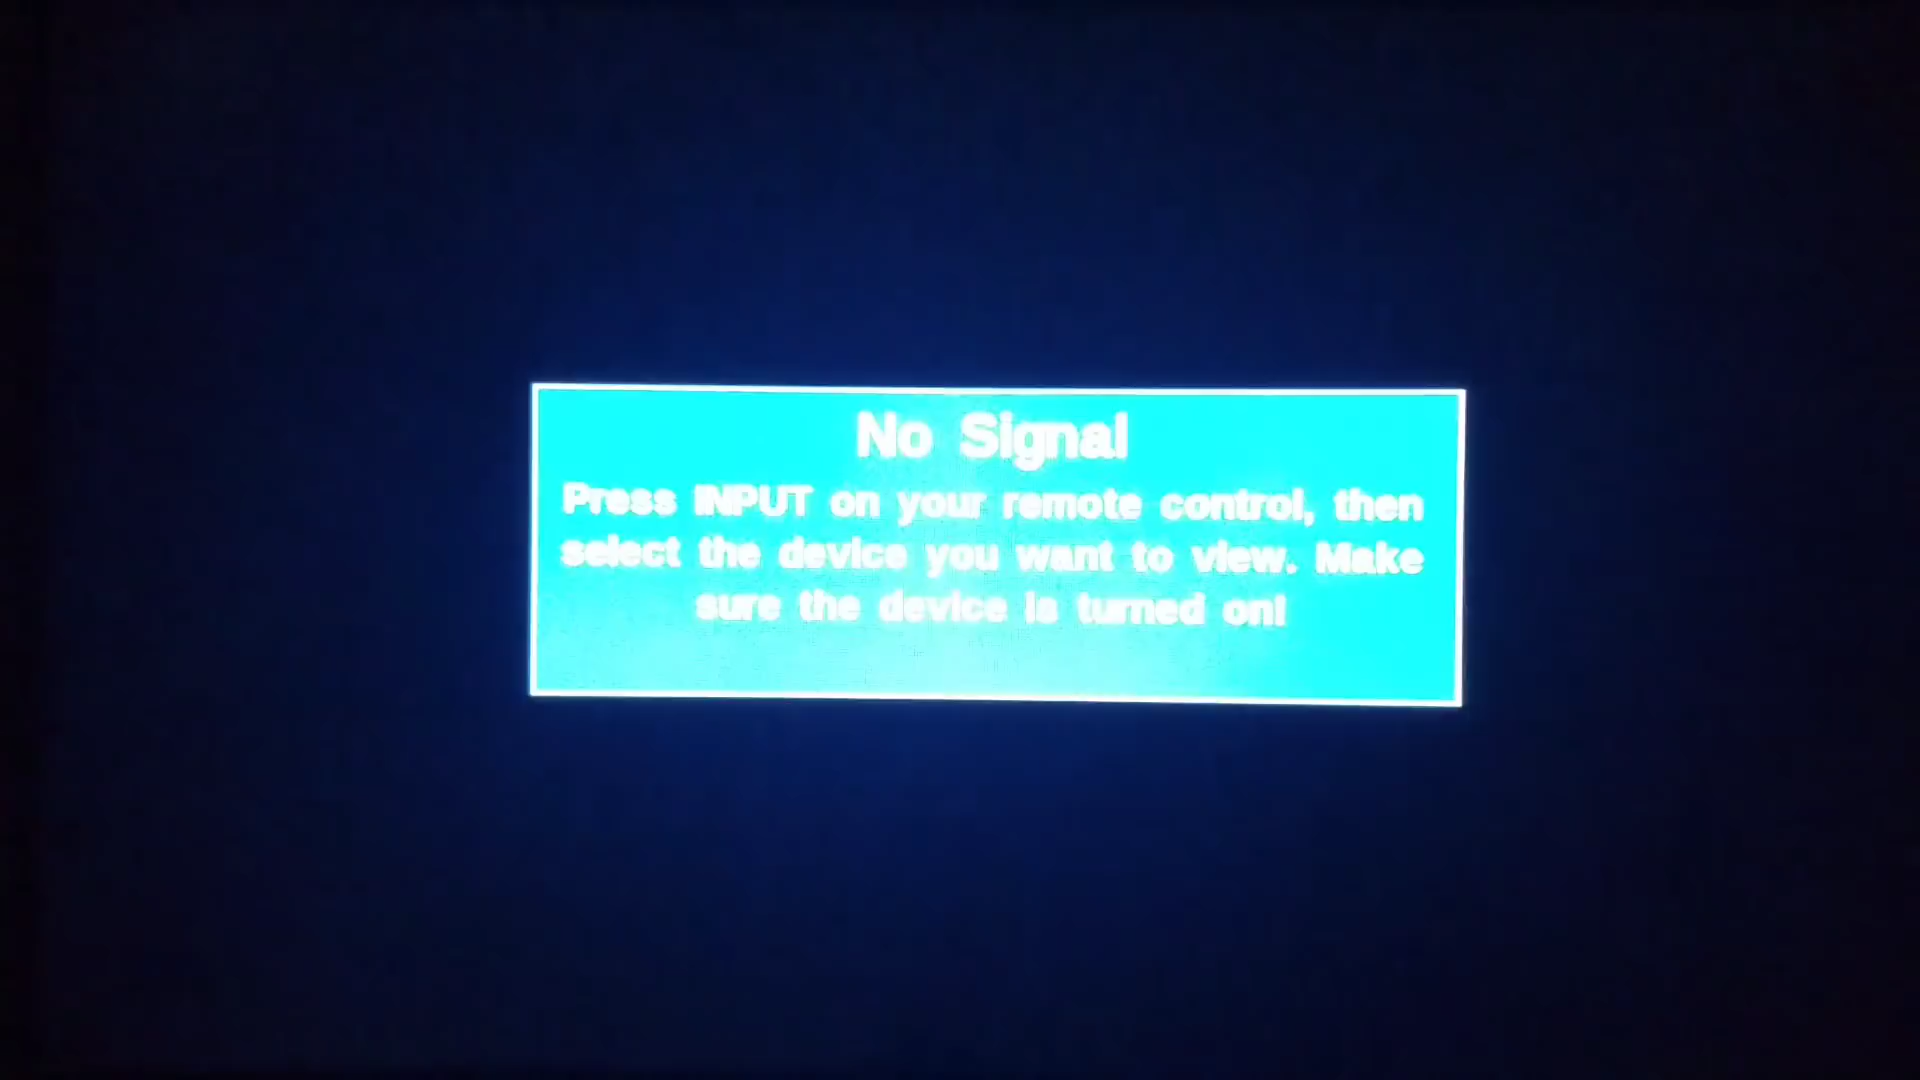 No Signal
Press INPUT on your remote control, then
select the device you want to view. Make
sure the device is turned on!